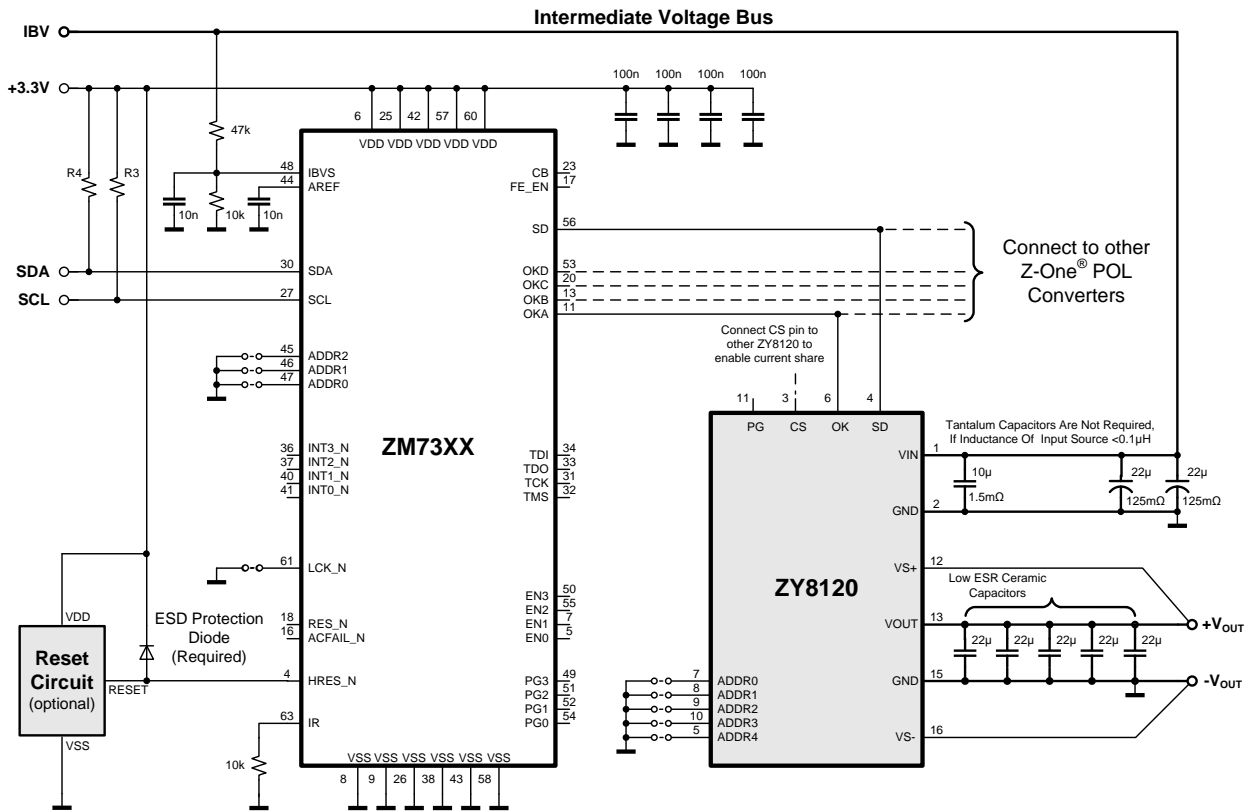 Intermediate Voltage Bus
IBV
+3.3V
100n 100n 100n 100n
6 25 42 57 60
VDD VDD VDD VDD VDD
47k
R4 R3
48 IBVS
44 AREF
10n 10k 10n
CB 23
FE_EN 17
SD 56
SDA
30 SDA
SCL
27 SCL
OKD 53
OKC 20
OKB 13
OKA 11
Connect to other
Z-One® POL
Converters
Connect CS pin to
other ZY8120 to
enable current share
45 ADDR2
46 ADDR1
47 ADDR0
11 3 6 4
PG CS OK SD
ZM73XX
36 INT3_N
37 INT2_N
40 INT1_N
41 INT0_N
TDI 34
TDO 33
TCK 31
TMS 32
Tantalum Capacitors Are Not Required,
If Inductance Of Input Source <0.1µH
VIN 1
10µ 22µ 22µ
1.5mΩ 125mΩ 125mΩ
GND 2
61 LCK_N
ZY8120
VS+ 12
Low ESR Ceramic
Capacitors
EN3 50
EN2 55
EN1 7
EN0 5
18 RES_N
16 ACFAIL_N
VDD
ESD Protection
Diode
(Required)
Reset
Circuit
(optional)
RESET
VSS
4 HRES_N
VOUT 13
22µ 22µ 22µ 22µ 22µ
+VOUT
GND 15
-VOUT
PG3 49
PG2 51
PG1 52
PG0 54
7 ADDR0
8 ADDR1
9 ADDR2
10 ADDR3
5 ADDR4
VS- 16
63 IR
10k
VSS VSS VSS VSS VSS VSS
8 9 26 38 43 58